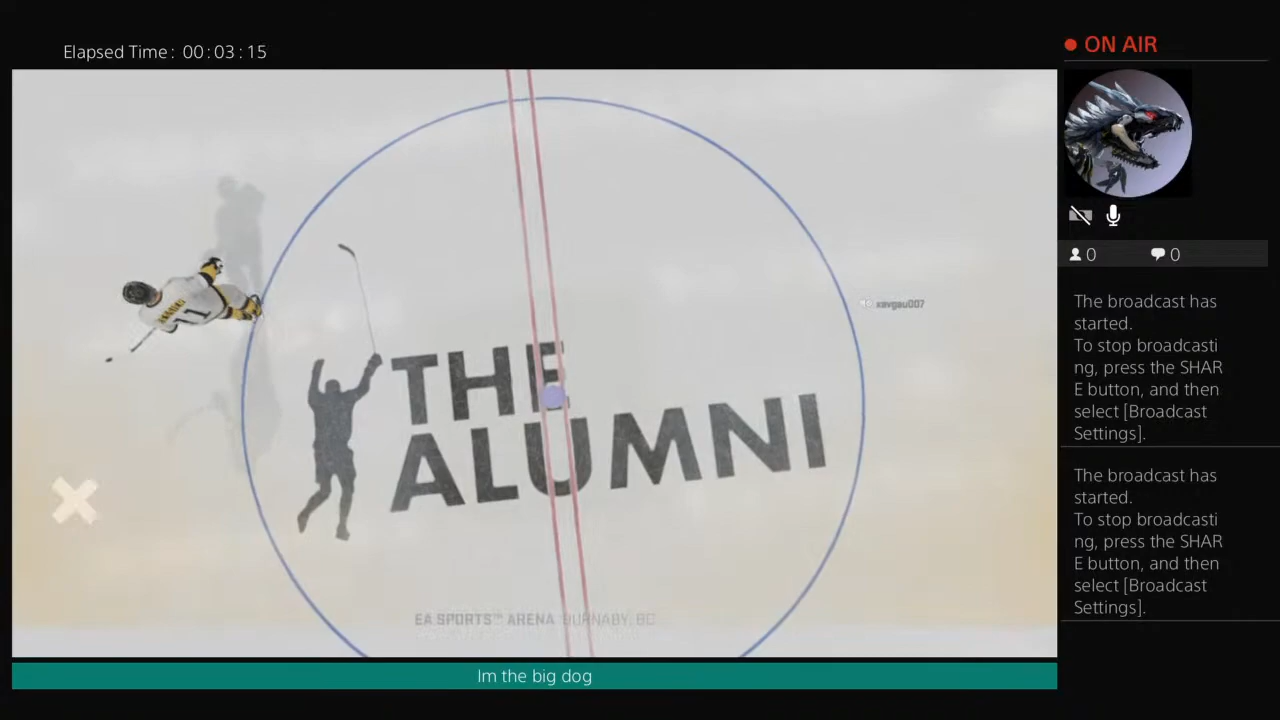 Elapsed Time: 00:03:15
ON AIR
0
0
xavgau007
71
THE
ALUMNI
The broadcast has
started.
To stop broadcasti
ng, press the SHAR
E button, and then
select [Broadcast
Settings].
The broadcast has
started.
To stop broadcasti
ng, press the SHAR
E button, and then
select [Broadcast
Settings].
EA SPORTS™ ARENA BURNABY, BC
Im the big dog